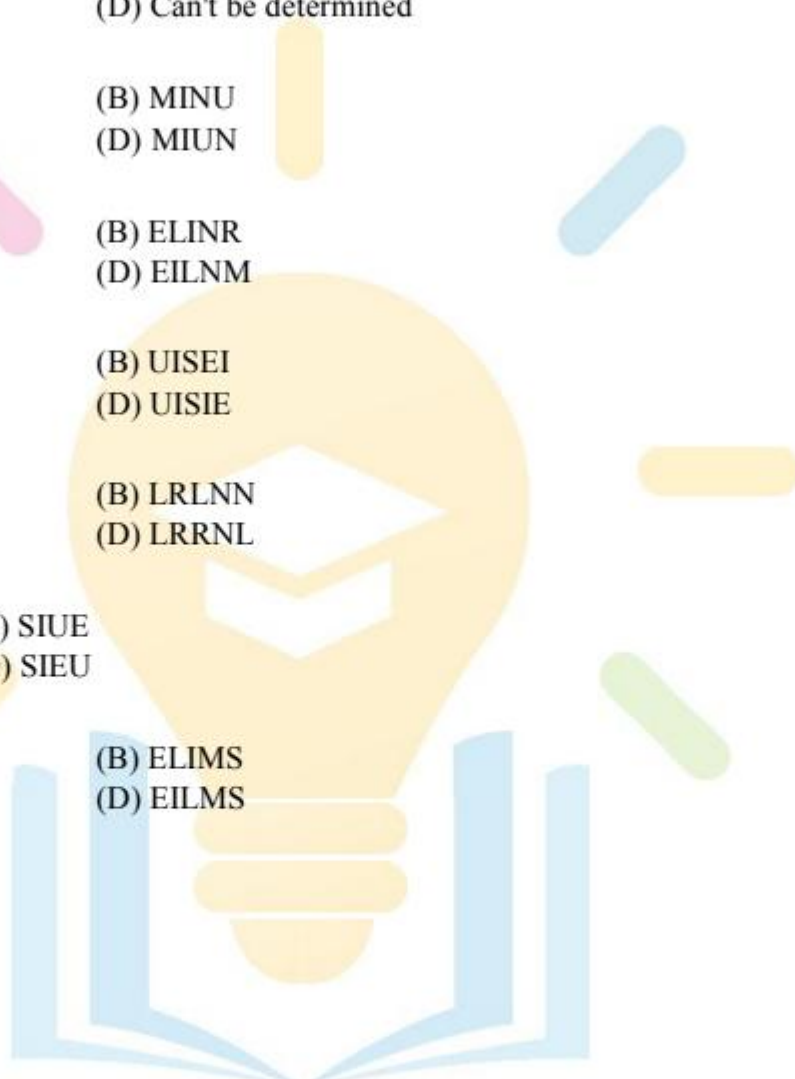 (D) Can't be determined
(B) MINU
(D) MIUN
(B) ELINR
(D) EILNM
(B) UISEI
(D) UISIE
(B) LRLNN
(D) LRRNL
) SIUE
) SIEU
(B) ELIMS
(D) EILMS